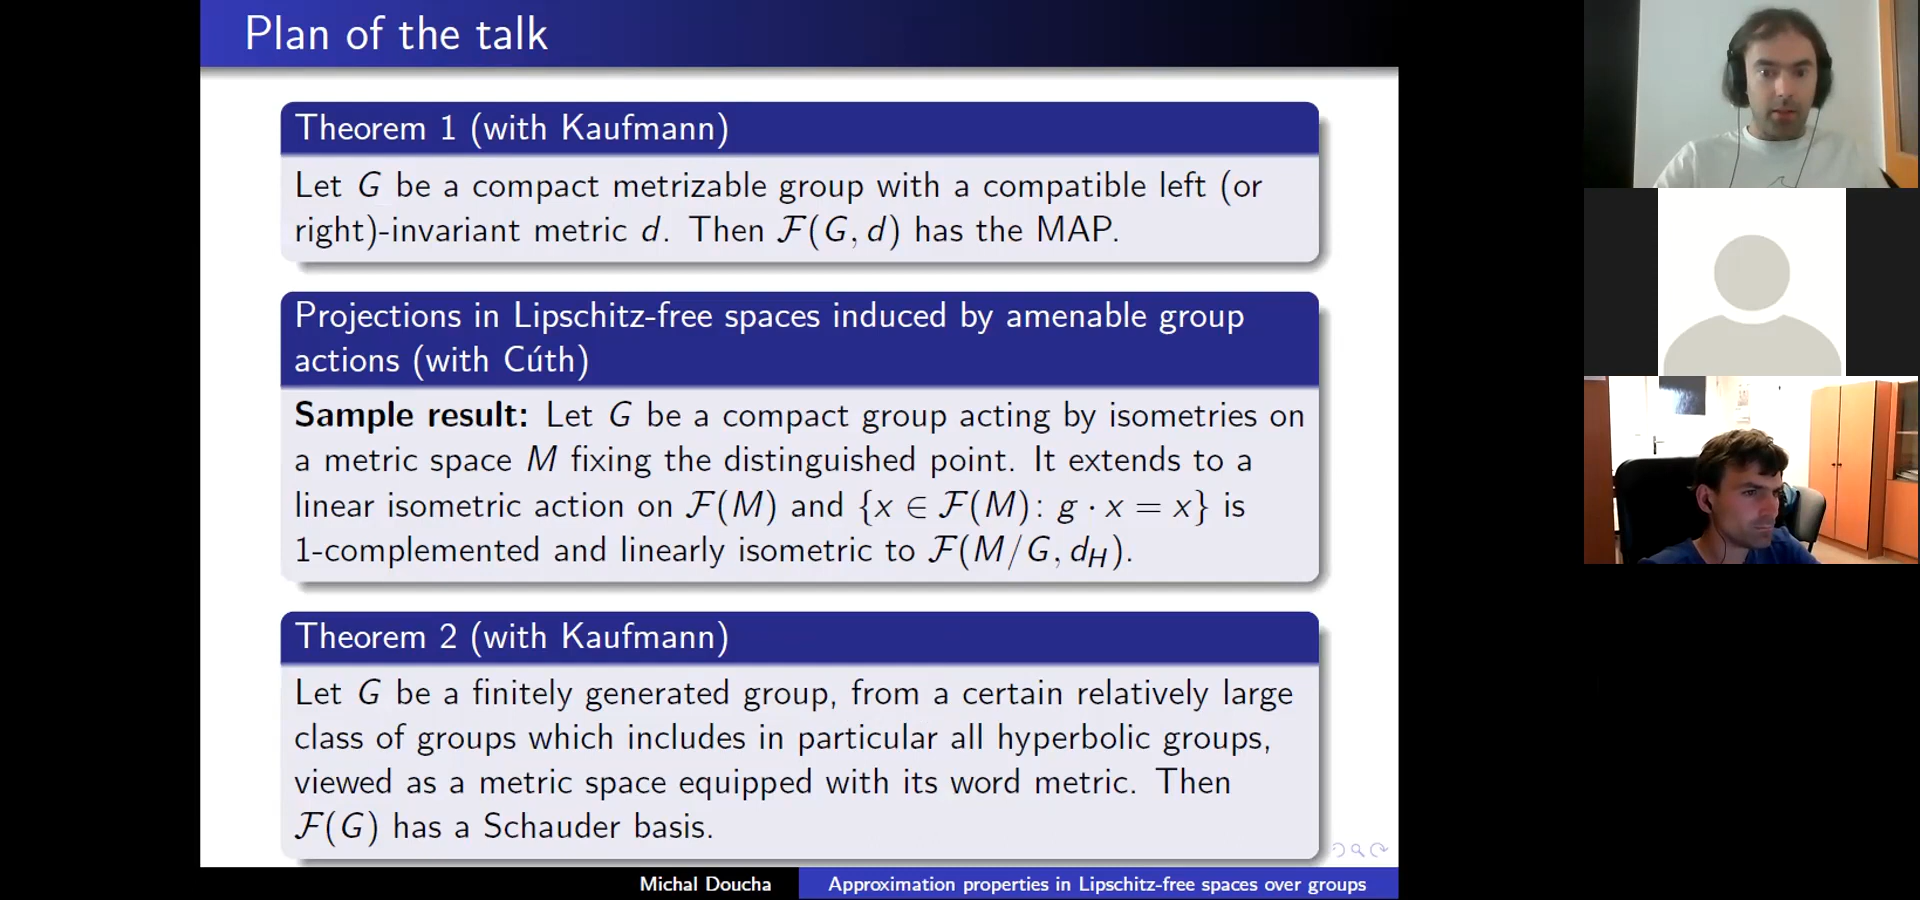 Plan of the talk
Theorem 1 (with Kaufmann)
Let G be a compact metrizable group with a compatible left (or
right)-invariant metric d. Then 𝓕(G, d) has the MAP.
Projections in Lipschitz-free spaces induced by amenable group
actions (with Cúth)
Sample result: Let G be a compact group acting by isometries on
a metric space M fixing the distinguished point. It extends to a
linear isometric action on 𝓕(M) and {x ∈ 𝓕(M): g · x = x} is
1-complemented and linearly isometric to 𝓕(M/G, d_H).
Theorem 2 (with Kaufmann)
Let G be a finitely generated group, from a certain relatively large
class of groups which includes in particular all hyperbolic groups,
viewed as a metric space equipped with its word metric. Then
𝓕(G) has a Schauder basis.
Michal Doucha
Approximation properties in Lipschitz-free spaces over groups